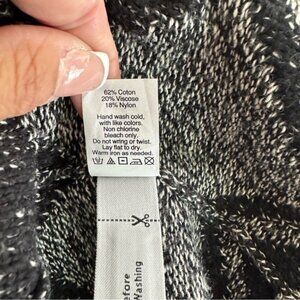 62% Coton
20% Viscose
18% Nylon
Hand wash cold,
with like colors.
Non chlorine
bleach only.
Do not wring or twist.
Lay flat to dry.
Warm iron as needed.
Washing